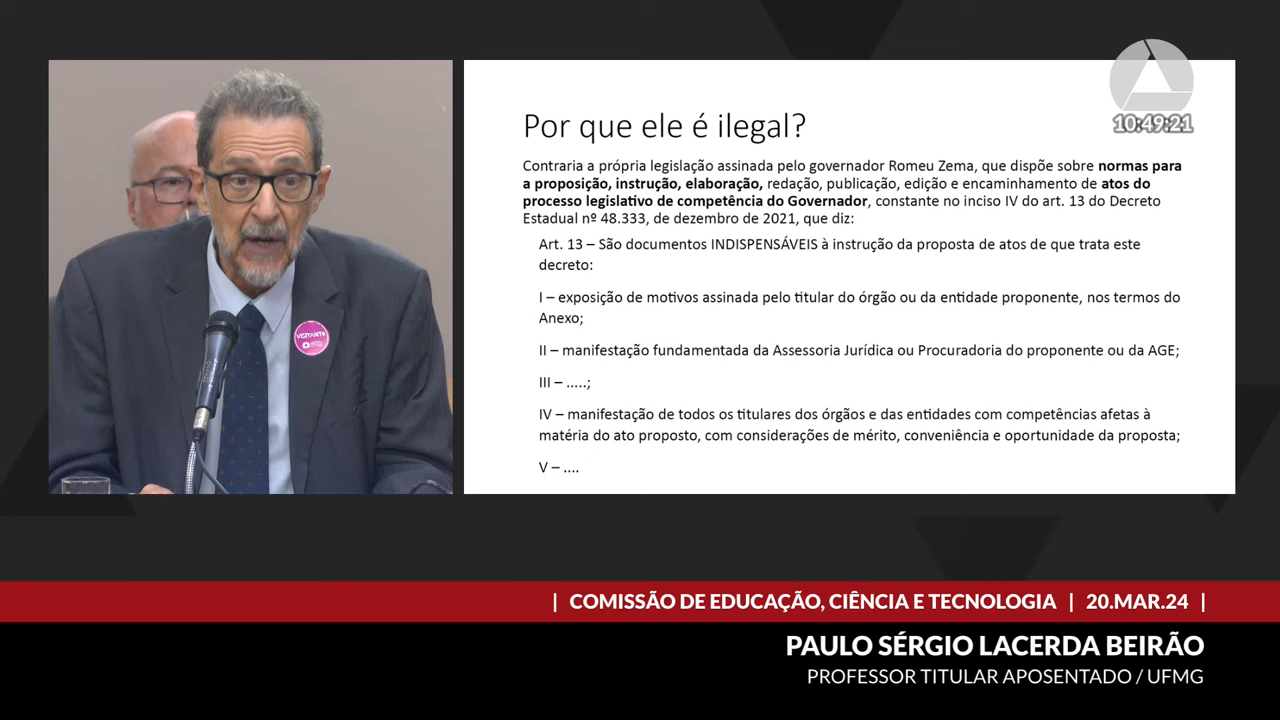 10:49:21
Por que ele é ilegal?
Contraria a própria legislação assinada pelo governador Romeu Zema, que dispõe sobre normas para
a proposição, instrução, elaboração, redação, publicação, edição e encaminhamento de atos do
processo legislativo de competência do Governador, constante no inciso IV do art. 13 do Decreto
Estadual nº 48.333, de dezembro de 2021, que diz:
Art. 13 – São documentos INDISPENSÁVEIS à instrução da proposta de atos de que trata este
decreto:
I – exposição de motivos assinada pelo titular do órgão ou da entidade proponente, nos termos do
Anexo;
II – manifestação fundamentada da Assessoria Jurídica ou Procuradoria do proponente ou da AGE;
III – .....;
IV – manifestação de todos os titulares dos órgãos e das entidades com competências afetas à
matéria do ato proposto, com considerações de mérito, conveniência e oportunidade da proposta;
V – ....
VISITANTE
| COMISSÃO DE EDUCAÇÃO, CIÊNCIA E TECNOLOGIA | 20.MAR.24 |
PAULO SÉRGIO LACERDA BEIRÃO
PROFESSOR TITULAR APOSENTADO / UFMG